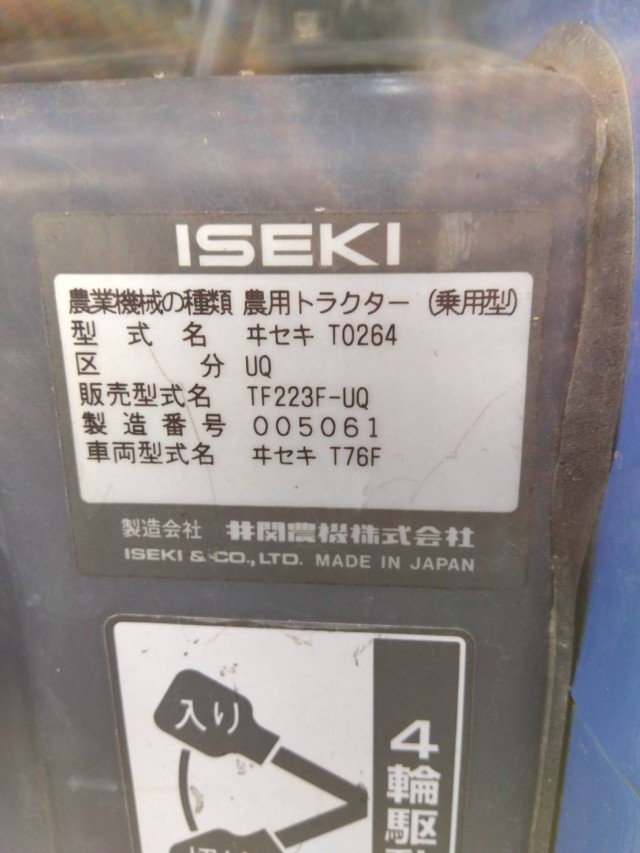 ISEKI
農業機械の種類 農用トラクター (乗用型)
型式名 ヰセキ T0264
区分 UQ
販売型式名 TF223F-UQ
製造番号 005061
車両型式名 ヰセキ T76F
製造会社 井関農機株式会社
ISEKI & CO., LTD. MADE IN JAPAN
入り
4輪駆